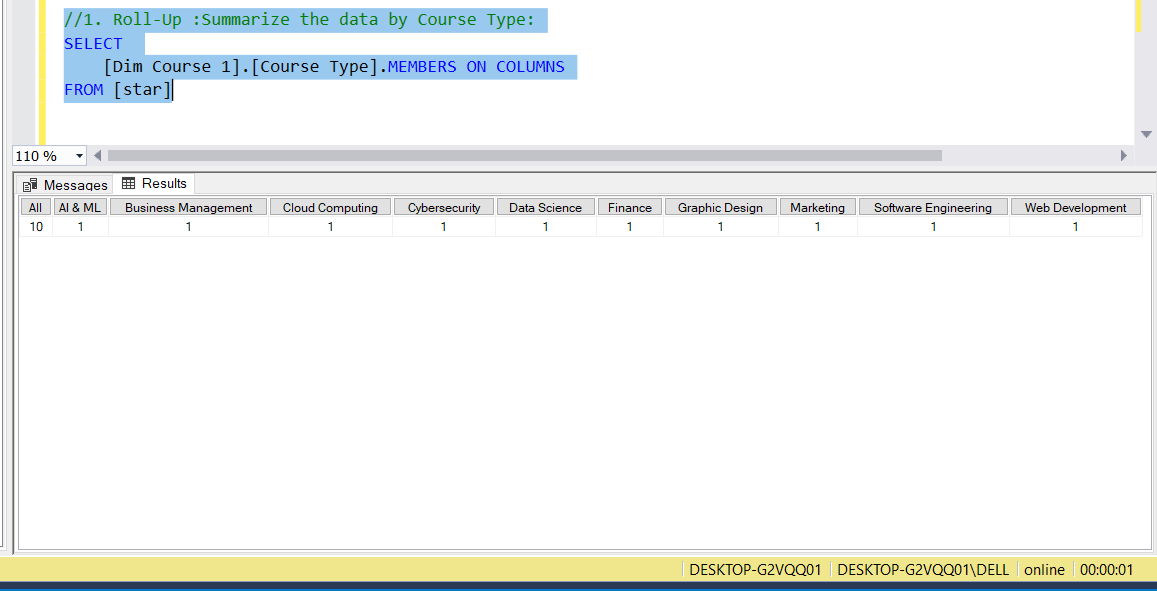 //1. Roll-Up :Summarize the data by Course Type:
SELECT
[Dim Course 1].[Course Type].MEMBERS ON COLUMNS
FROM [star]
110 %
Messages Results
All AI & ML Business Management Cloud Computing Cybersecurity Data Science Finance Graphic Design Marketing Software Engineering Web Development
10 1 1 1 1 1 1 1 1 1 1
DESKTOP-G2VQQ01 DESKTOP-G2VQQ01\DELL online 00:00:01